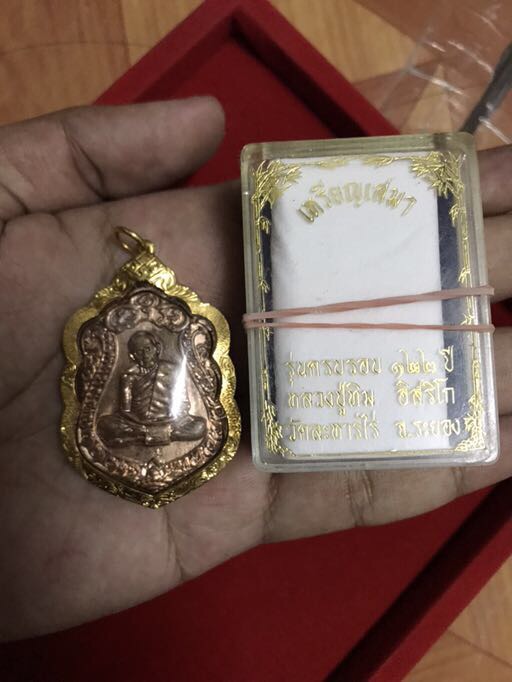 เหรียญเสมา
รุ่นครบรอบ ๑๒๒ ปี
หลวงปู่ทิม อิสริโก
วัดละหารไร่ จ.ระยอง